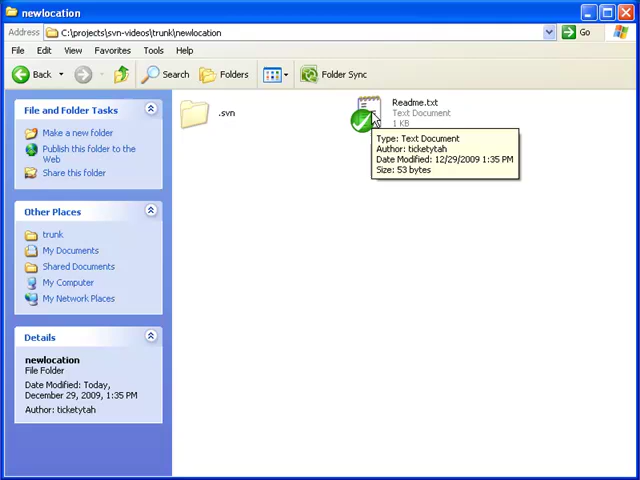 newlocation
Address C:\projects\svn-videos\trunk\newlocation Go
File Edit View Favorites Tools Help
Back Search Folders Folder Sync
File and Folder Tasks
Make a new folder
Publish this folder to the
Web
Share this folder
Other Places
trunk
My Documents
Shared Documents
My Computer
My Network Places
Details
newlocation
File Folder
Date Modified: Today,
December 29, 2009, 1:35 PM
Author: ticketytah
.svn
Readme.txt
Text Document
1 KB
Type: Text Document
Author: ticketytah
Date Modified: 12/29/2009 1:35 PM
Size: 53 bytes